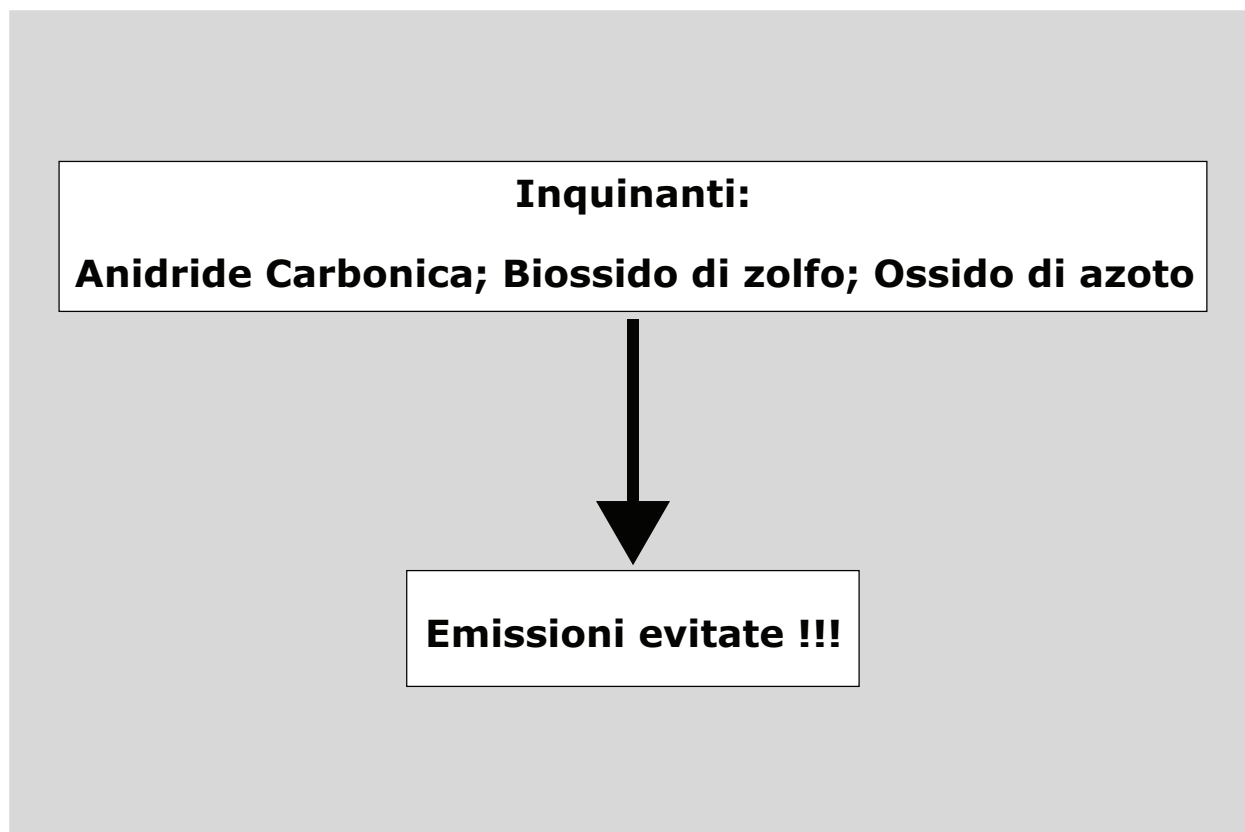 Inquinanti:
Anidride Carbonica; Biossido di zolfo; Ossido di azoto
Emissioni evitate !!!